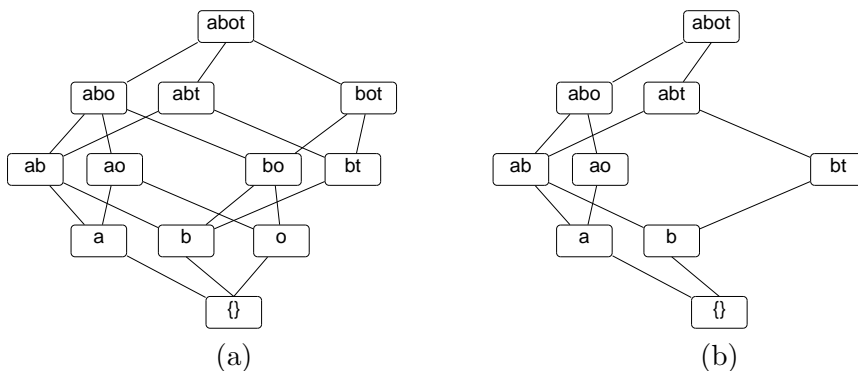 abot abot
abo abt bot abo abt
ab ao bo bt ab ao bt
a b o a b
{} {}
(a) (b)